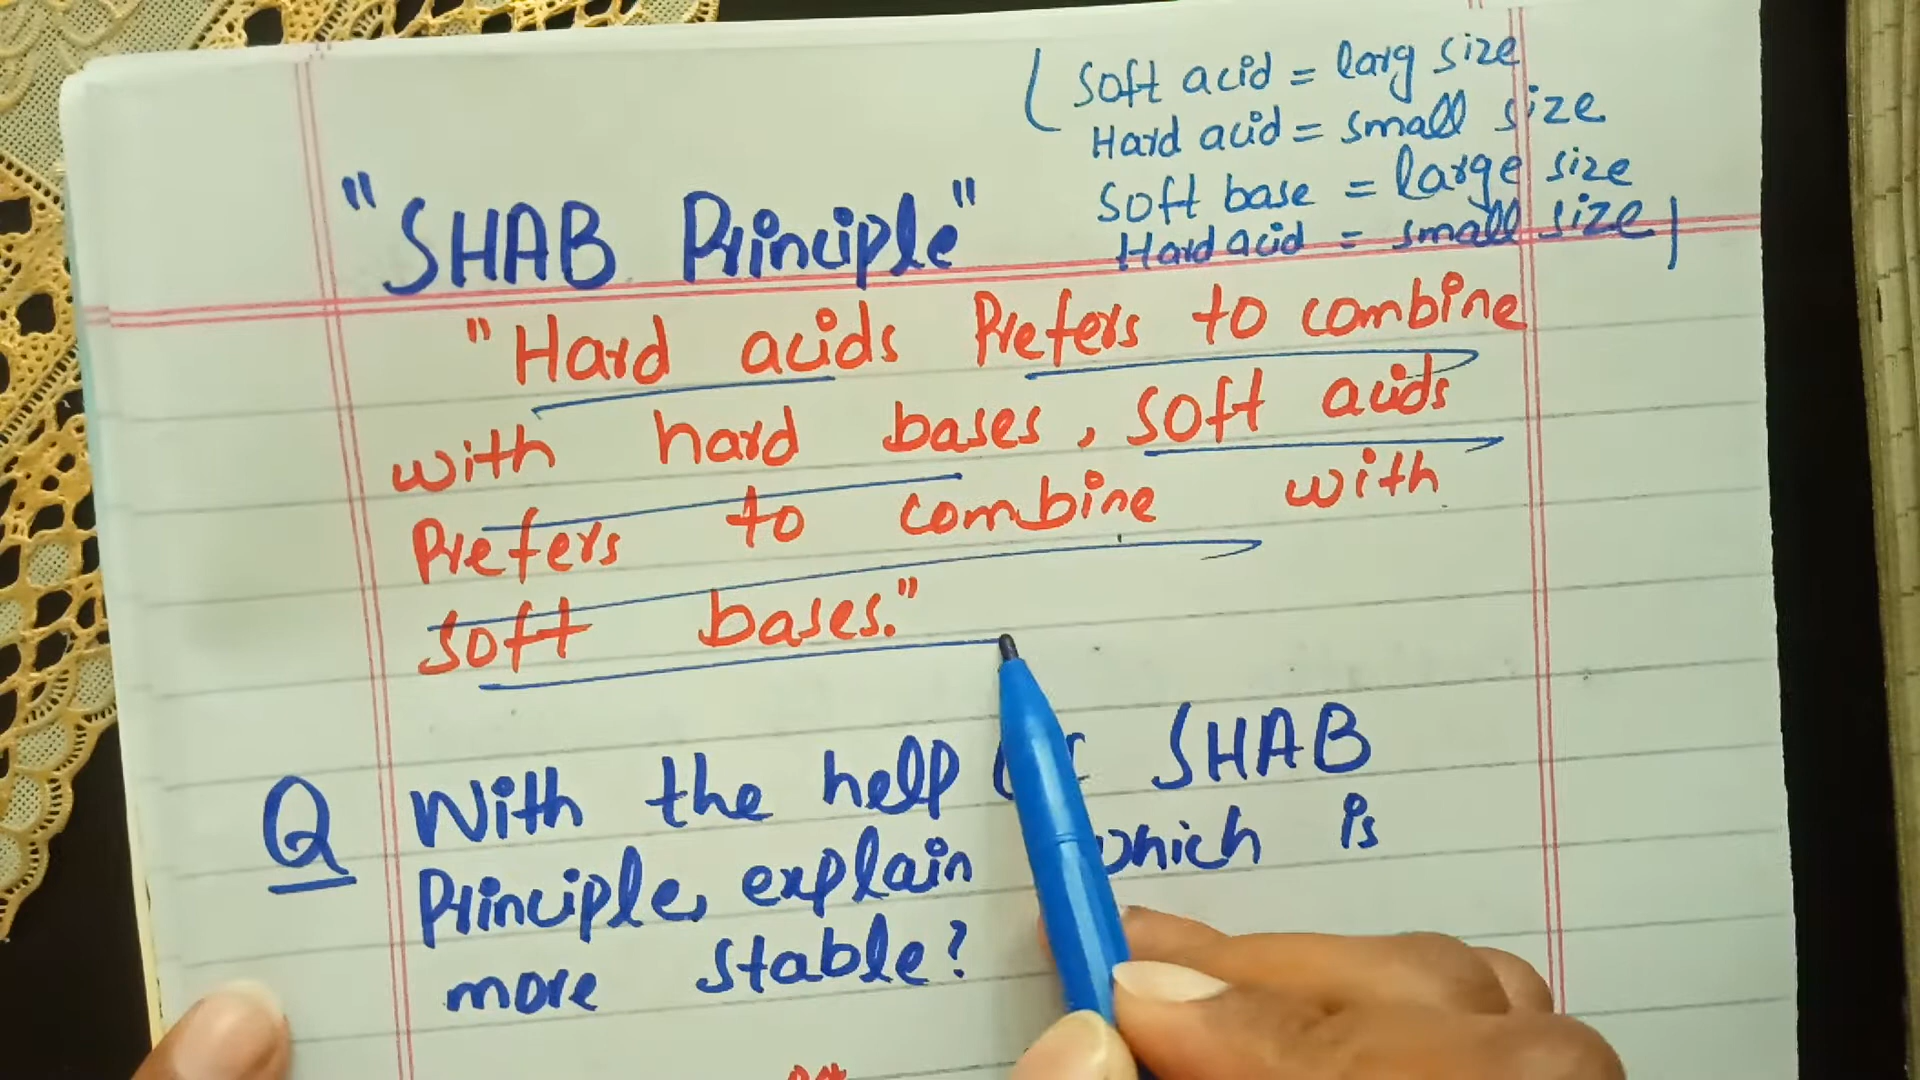 (Soft acid = larg size
Hard acid = small size
Soft base = large size
Hard acid = small size)
"SHAB Principle"
"Hard acids Prefers to combine
with hard bases, soft acids
Prefers to combine with
soft bases."
Q With the help SHAB
Principle, explain which is
more stable?